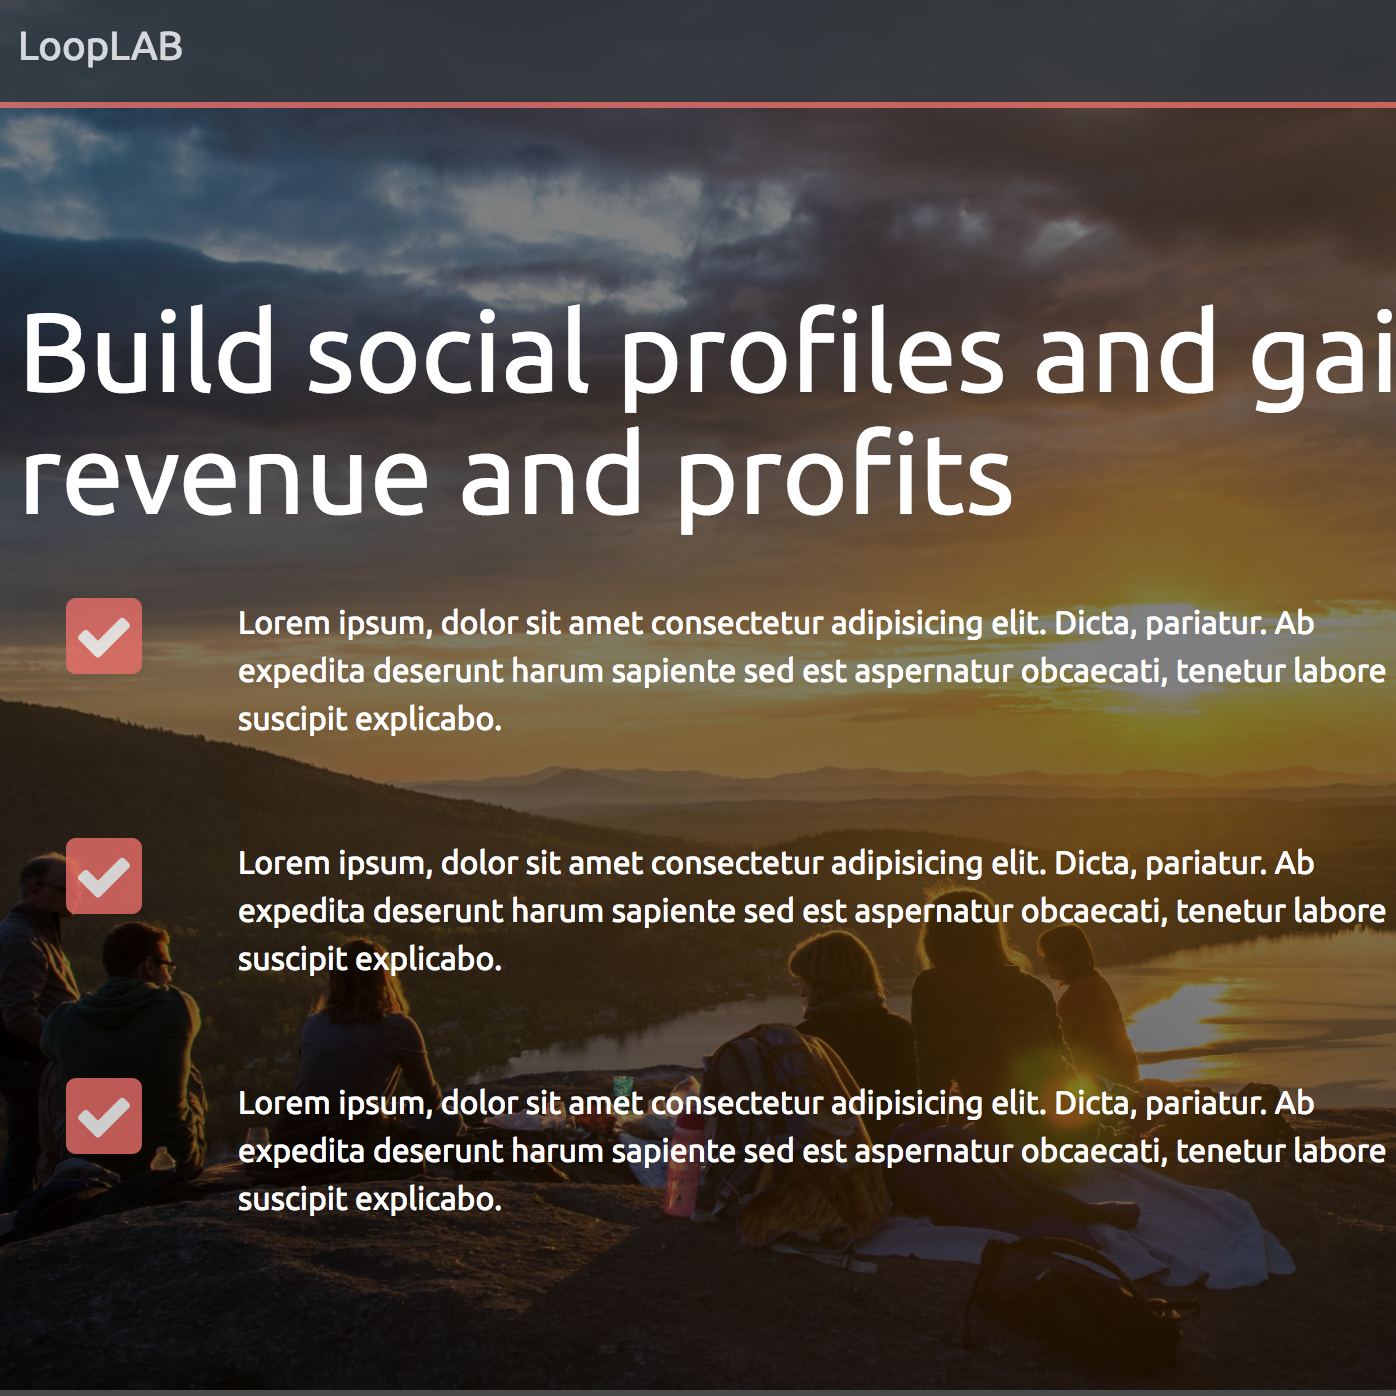 LoopLAB
Build social profiles and gai
revenue and profits
Lorem ipsum, dolor sit amet consectetur adipisicing elit. Dicta, pariatur. Ab
expedita deserunt harum sapiente sed est aspernatur obcaecati, tenetur labore
suscipit explicabo.
Lorem ipsum, dolor sit amet consectetur adipisicing elit. Dicta, pariatur. Ab
expedita deserunt harum sapiente sed est aspernatur obcaecati, tenetur labore
suscipit explicabo.
Lorem ipsum, dolor sit amet consectetur adipisicing elit. Dicta, pariatur. Ab
expedita deserunt harum sapiente sed est aspernatur obcaecati, tenetur labore
suscipit explicabo.